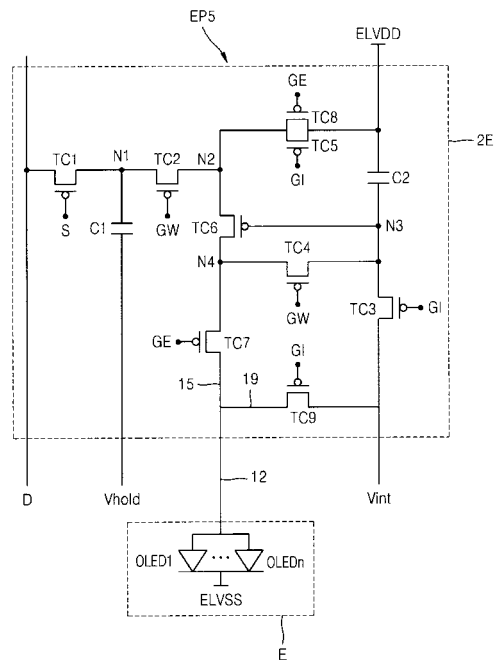 EP5
ELVDD
GE
TC8
2E
TC1
N1
TC2
N2
TC5
GI
C2
S
C1
GW
TC6
TC4
N3
N4
GW
TC3
GI
GE
TC7
GI
15
19
TC9
12
D
Vhold
Vint
OLED1
...
OLEDn
ELVSS
E